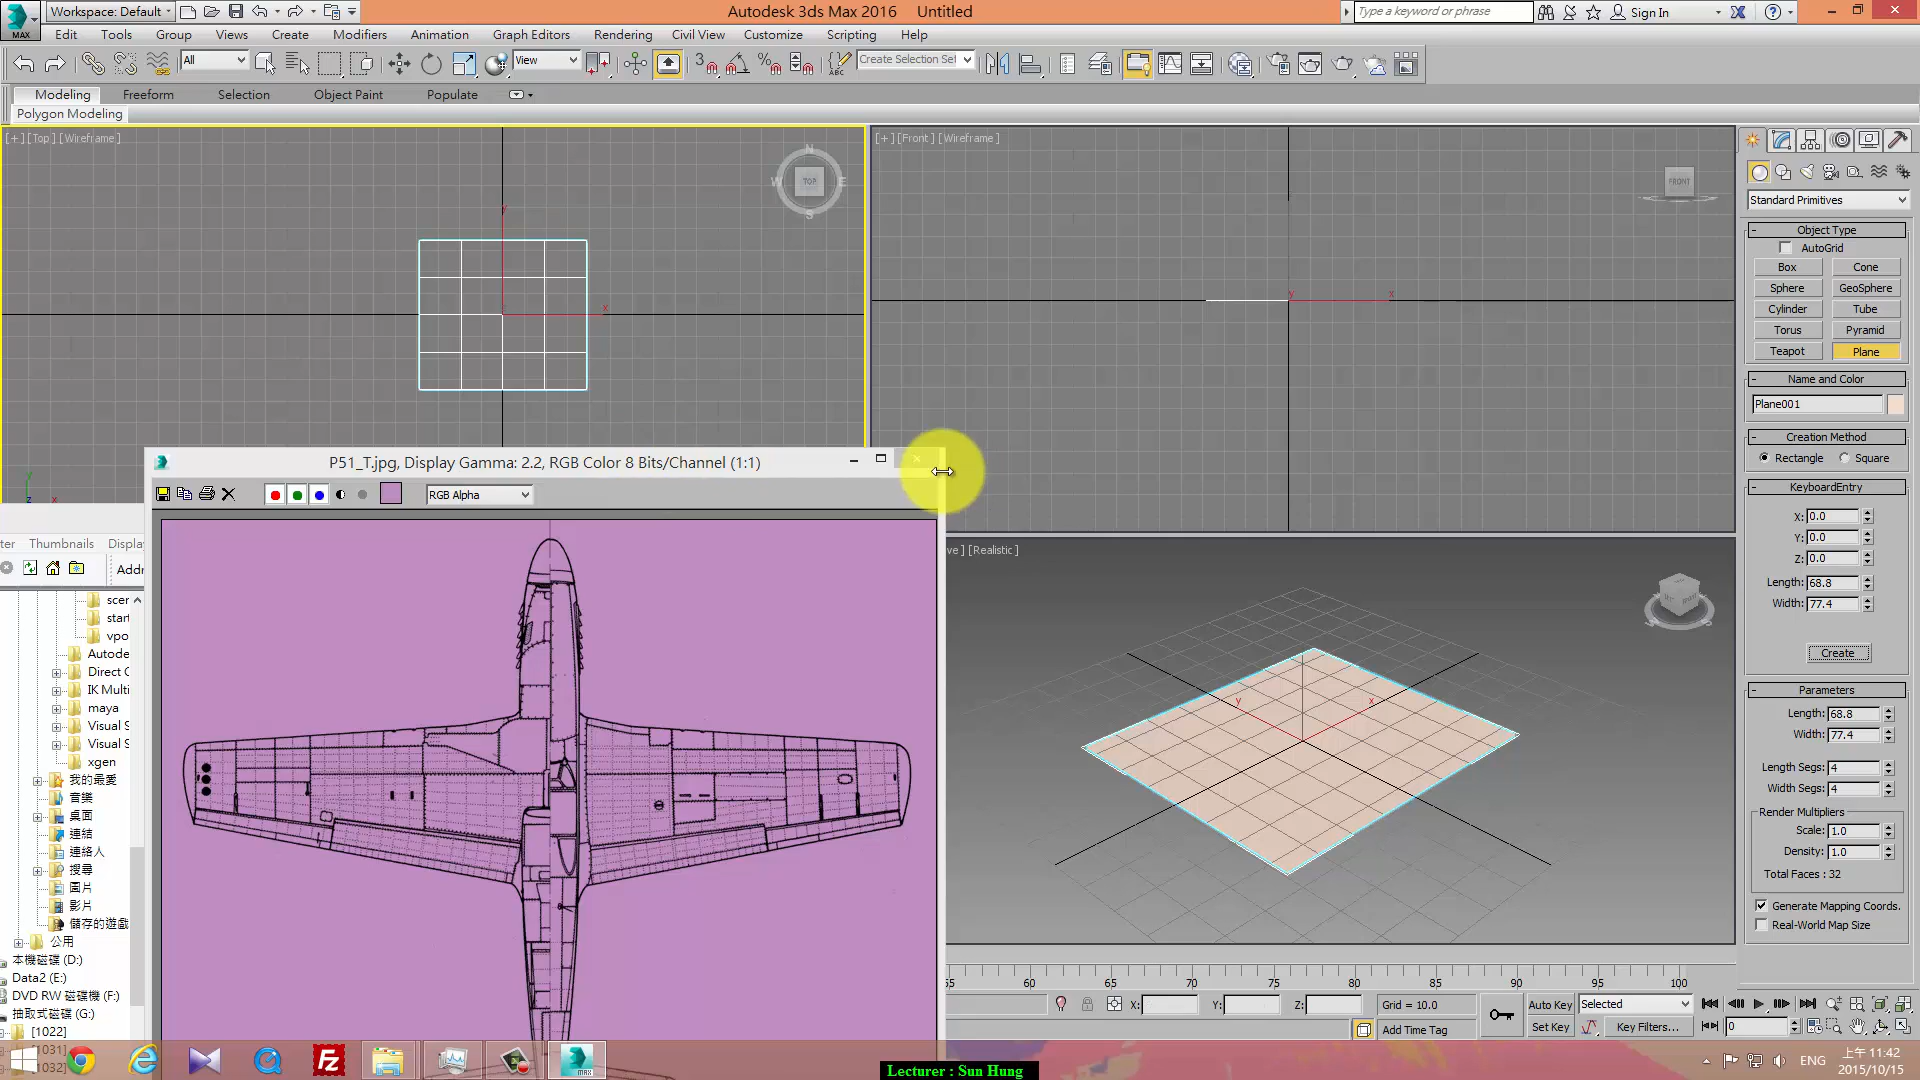 Workspace: Default
Autodesk 3ds Max 2016 Untitled
Type a keyword or phrase
Sign In
MAX
Edit Tools Group Views Create Modifiers Animation Graph Editors Rendering Civil View Customize Scripting Help
All
View
Create Selection Set
Modeling Freeform Selection Object Paint Populate
Polygon Modeling
[+] [Top] [Wireframe]
[+] [Front] [Wireframe]
N
W TOP E
S
FRONT
y
x
y
x
Standard Primitives
Object Type
AutoGrid
Box Cone
Sphere GeoSphere
Cylinder Tube
Torus Pyramid
Teapot Plane
Name and Color
Plane001
Creation Method
Rectangle Square
KeyboardEntry
X: 0.0
Y: 0.0
Z: 0.0
Length: 68.8
Width: 77.4
Create
Parameters
Length: 68.8
Width: 77.4
Length Segs: 4
Width Segs: 4
Render Multipliers
Scale: 1.0
Density: 1.0
Total Faces : 32
Generate Mapping Coords.
Real-World Map Size
P51_T.jpg, Display Gamma: 2.2, RGB Color 8 Bits/Channel (1:1)
RGB Alpha
ve ] [Realistic ]
y
x
y
z x
ter Thumbnails Display
Addr
scer
start
vpo
Autode
Direct C
IK Multi
maya
Visual S
Visual S
xgen
我的最愛
音樂
桌面
連結
連絡人
搜尋
圖片
影片
儲存的遊戲
公用
本機磁碟 (D:)
Data2 (E:)
DVD RW 磁碟機 (F:)
抽取式磁碟 (G:)
[1022]
[1031]
[1032]
55 60 65 70 75 80 85 90 95 100
X: Y: Z: Grid = 10.0
Add Time Tag
Auto Key Selected
Set Key Key Filters...
0
Lecturer : Sun Hung
MAX
ENG
上午 11:42
2015/10/15